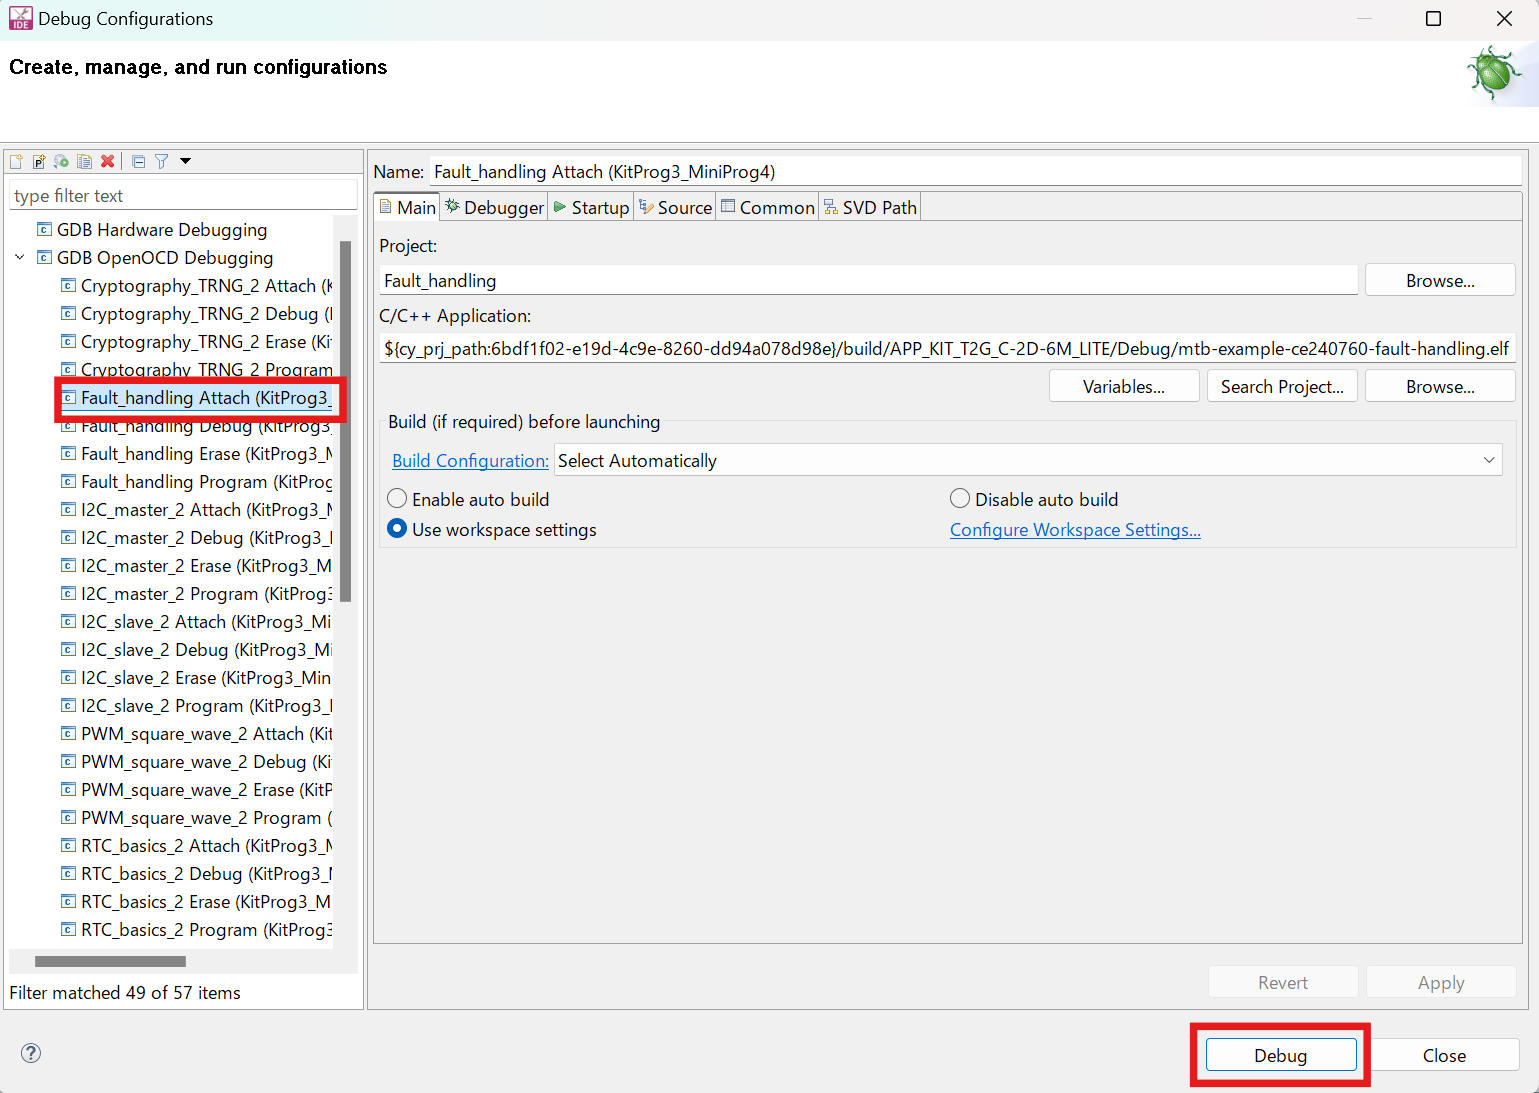 IDE
Debug Configurations
Create, manage, and run configurations
type filter text
GDB Hardware Debugging
GDB OpenOCD Debugging
Cryptography_TRNG_2 Attach (K
Cryptography_TRNG_2 Debug (
Cryptography_TRNG_2 Erase (Ki
Cryptography_TRNG_2 Program
Fault_handling Attach (KitProg3_
Fault_handling Debug (KitProg3_
Fault_handling Erase (KitProg3_M
Fault_handling Program (KitProg
I2C_master_2 Attach (KitProg3_M
I2C_master_2 Debug (KitProg3_
I2C_master_2 Erase (KitProg3_M
I2C_master_2 Program (KitProg3
I2C_slave_2 Attach (KitProg3_Mi
I2C_slave_2 Debug (KitProg3_Mi
I2C_slave_2 Erase (KitProg3_Min
I2C_slave_2 Program (KitProg3_
PWM_square_wave_2 Attach (Kit
PWM_square_wave_2 Debug (Ki
PWM_square_wave_2 Erase (KitP
PWM_square_wave_2 Program (
RTC_basics_2 Attach (KitProg3_M
RTC_basics_2 Debug (KitProg3_
RTC_basics_2 Erase (KitProg3_M
RTC_basics_2 Program (KitProg3
Filter matched 49 of 57 items
Name: Fault_handling Attach (KitProg3_MiniProg4)
Main Debugger Startup Source Common SVD Path
Project:
Fault_handling Browse...
C/C++ Application:
${cy_prj_path:6bdf1f02-e19d-4c9e-8260-dd94a078d98e}/build/APP_KIT_T2G_C-2D-6M_LITE/Debug/mtb-example-ce240760-fault-handling.elf
Variables... Search Project... Browse...
Build (if required) before launching
Build Configuration: Select Automatically
Enable auto build Disable auto build
Use workspace settings Configure Workspace Settings...
Revert Apply
Debug Close